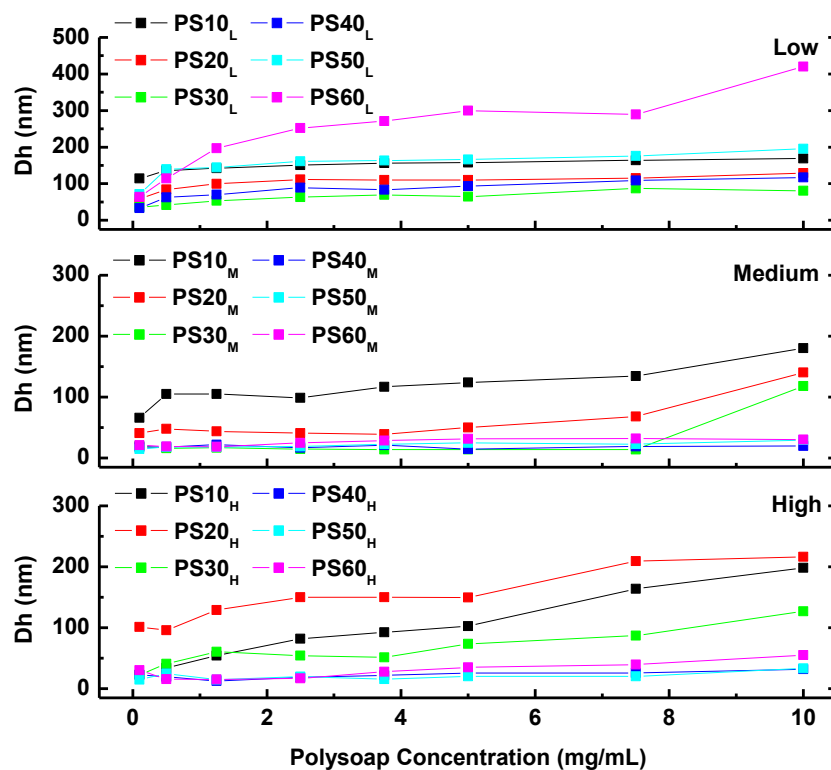 500
400
300
200
100
0
Dh (nm)
PS10L PS40L
PS20L PS50L
PS30L PS60L
Low
300
200
100
0
Dh (nm)
PS10M PS40M
PS20M PS50M
PS30M PS60M
Medium
300
200
100
0
Dh (nm)
PS10H PS40H
PS20H PS50H
PS30H PS60H
High
0 2 4 6 8 10
Polysoap Concentration (mg/mL)